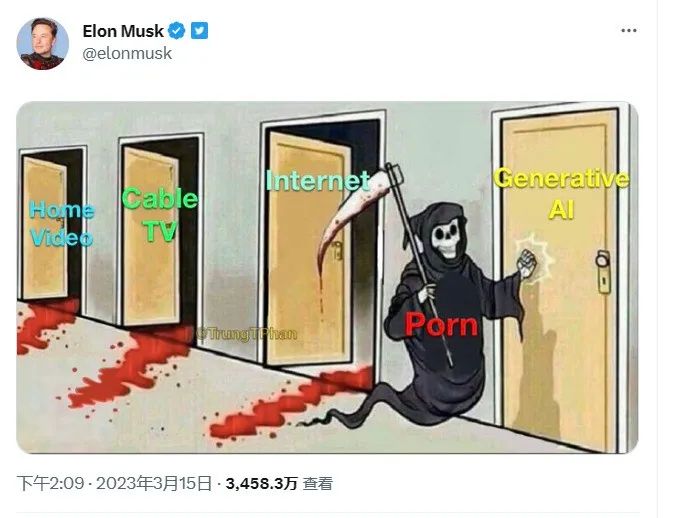 Elon Musk
@elonmusk
Home
Video
Cable
TV
Internet
Generative
AI
Porn
@TrungTPhan
下午2:09 · 2023年3月15日 · 3,458.3万 查看